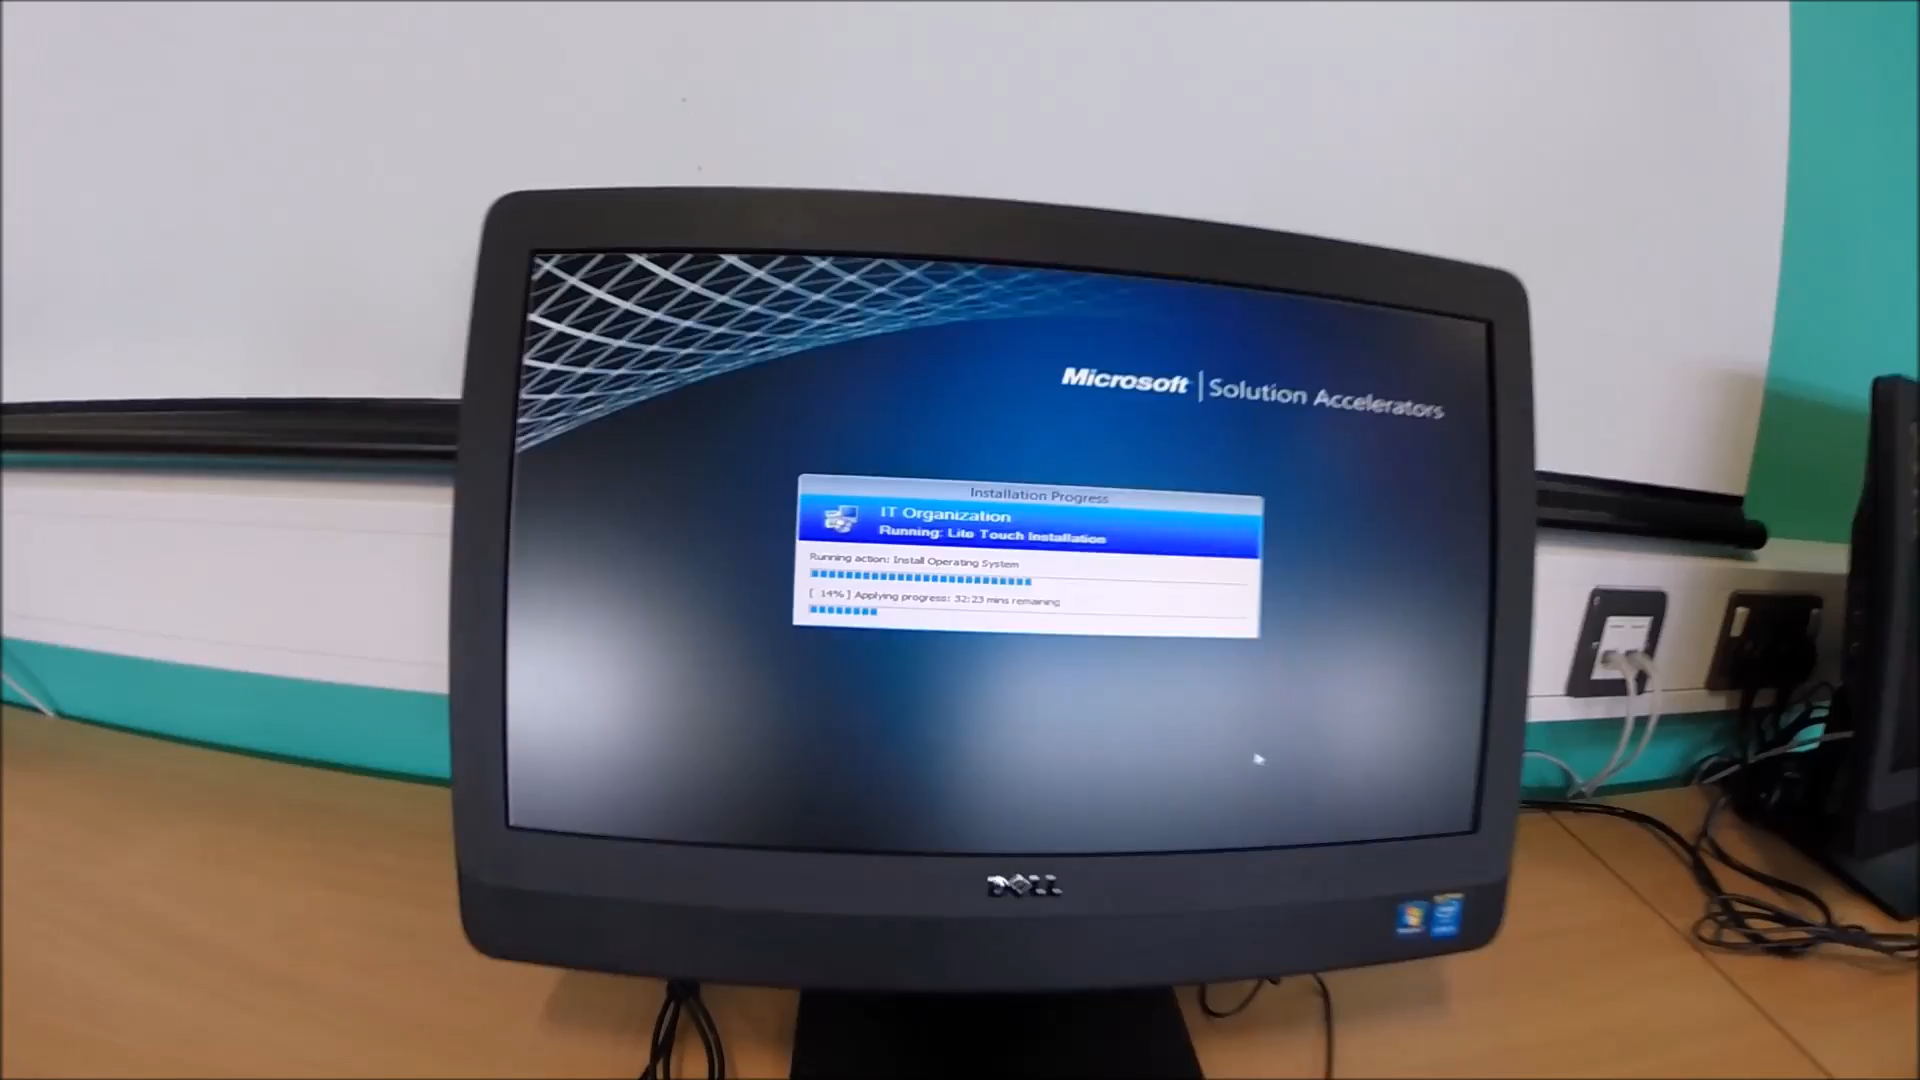 Microsoft | Solution Accelerators
Installation Progress
IT Organization
Running: Lite Touch Installation
Running action: Install Operating System
[ 14% ] Applying progress: 32:23 mins remaining
DELL